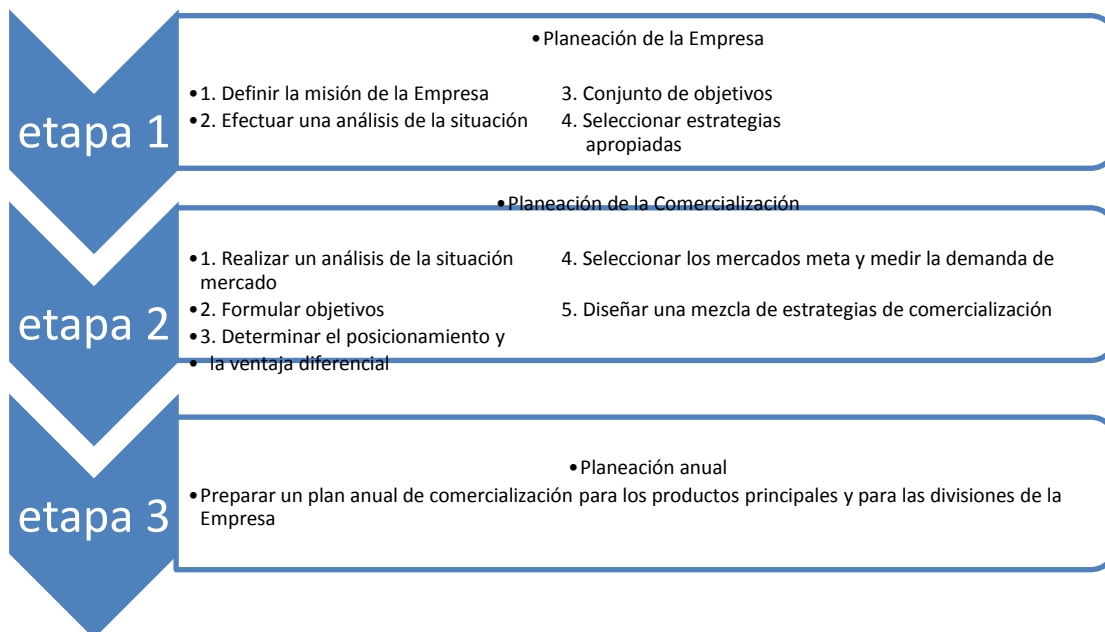 etapa 1
•Planeación de la Empresa
•1. Definir la misión de la Empresa 3. Conjunto de objetivos
•2. Efectuar una análisis de la situación 4. Seleccionar estrategias
apropiadas
etapa 2
•Planeación de la Comercialización
•1. Realizar un análisis de la situación 4. Seleccionar los mercados meta y medir la demanda de
mercado
•2. Formular objetivos 5. Diseñar una mezcla de estrategias de comercialización
•3. Determinar el posicionamiento y
• la ventaja diferencial
etapa 3
•Planeación anual
•Preparar un plan anual de comercialización para los productos principales y para las divisiones de la
Empresa